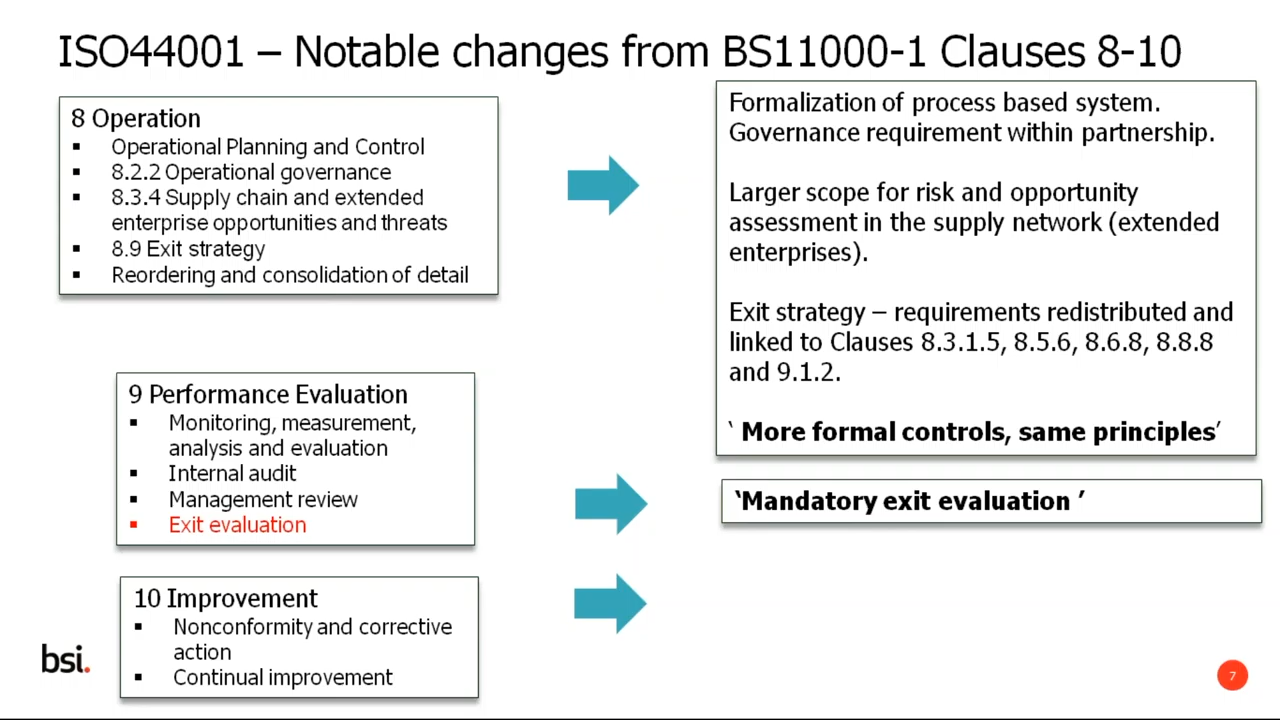 ISO44001 – Notable changes from BS11000-1 Clauses 8-10
8 Operation
▪ Operational Planning and Control
▪ 8.2.2 Operational governance
▪ 8.3.4 Supply chain and extended
enterprise opportunities and threats
▪ 8.9 Exit strategy
▪ Reordering and consolidation of detail
Formalization of process based system.
Governance requirement within partnership.
Larger scope for risk and opportunity
assessment in the supply network (extended
enterprises).
Exit strategy – requirements redistributed and
linked to Clauses 8.3.1.5, 8.5.6, 8.6.8, 8.8.8
and 9.1.2.
‘ More formal controls, same principles’
9 Performance Evaluation
▪ Monitoring, measurement,
analysis and evaluation
▪ Internal audit
▪ Management review
▪ Exit evaluation
‘Mandatory exit evaluation ’
10 Improvement
▪ Nonconformity and corrective
action
▪ Continual improvement
bsi.
7